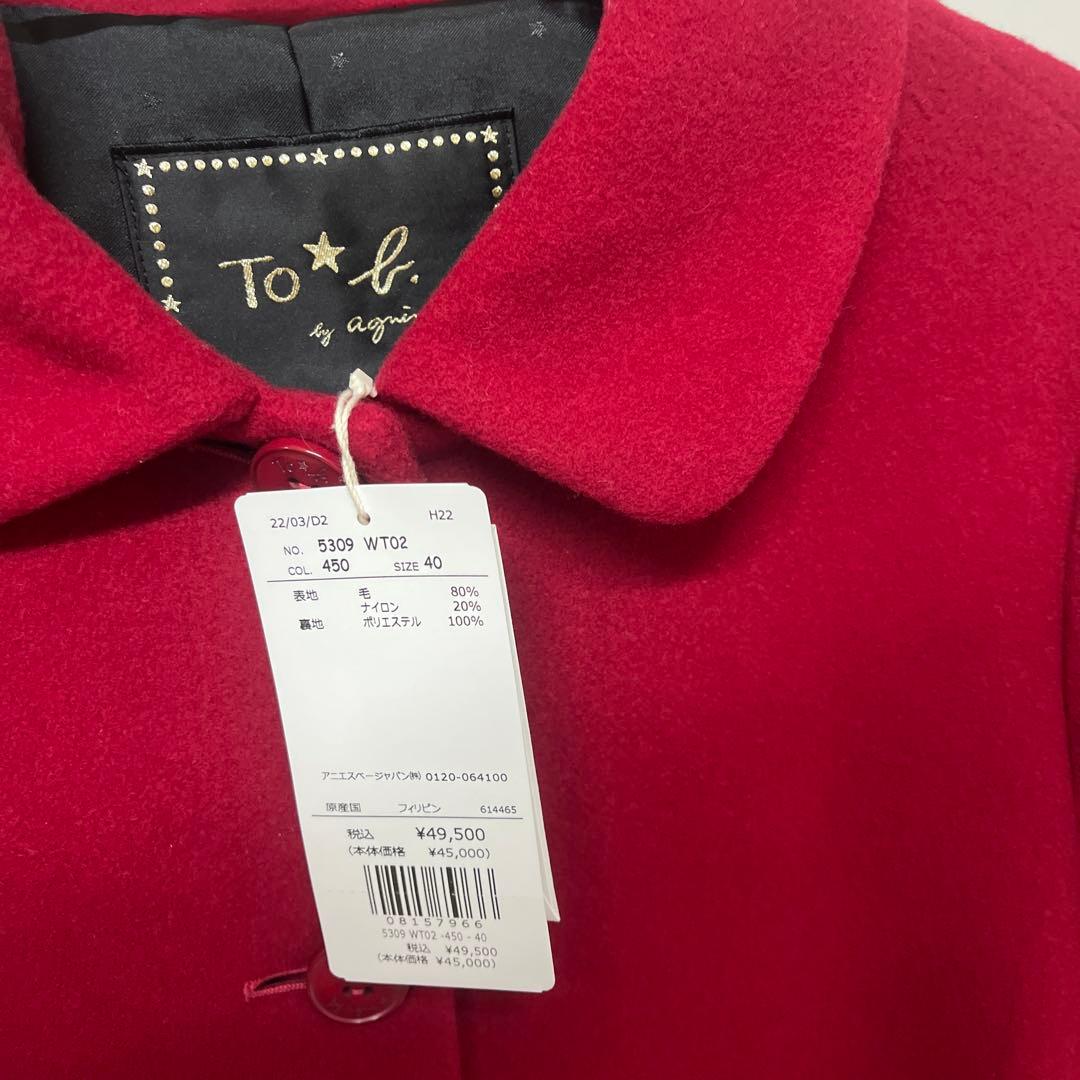 To★b.
by agnè
22/03/D2 H22
NO. 5309 WT02
COL. 450 SIZE 40
表地 毛 80%
ナイロン 20%
裏地 ポリエステル 100%
アニエスベージャパン㈱ 0120-064100
原産国 フィリピン 614465
税込 ¥49,500
(本体価格 ¥45,000)
08157966
5309 WT02 -450 - 40
税込 ¥49,500
(本体価格 ¥45,000)